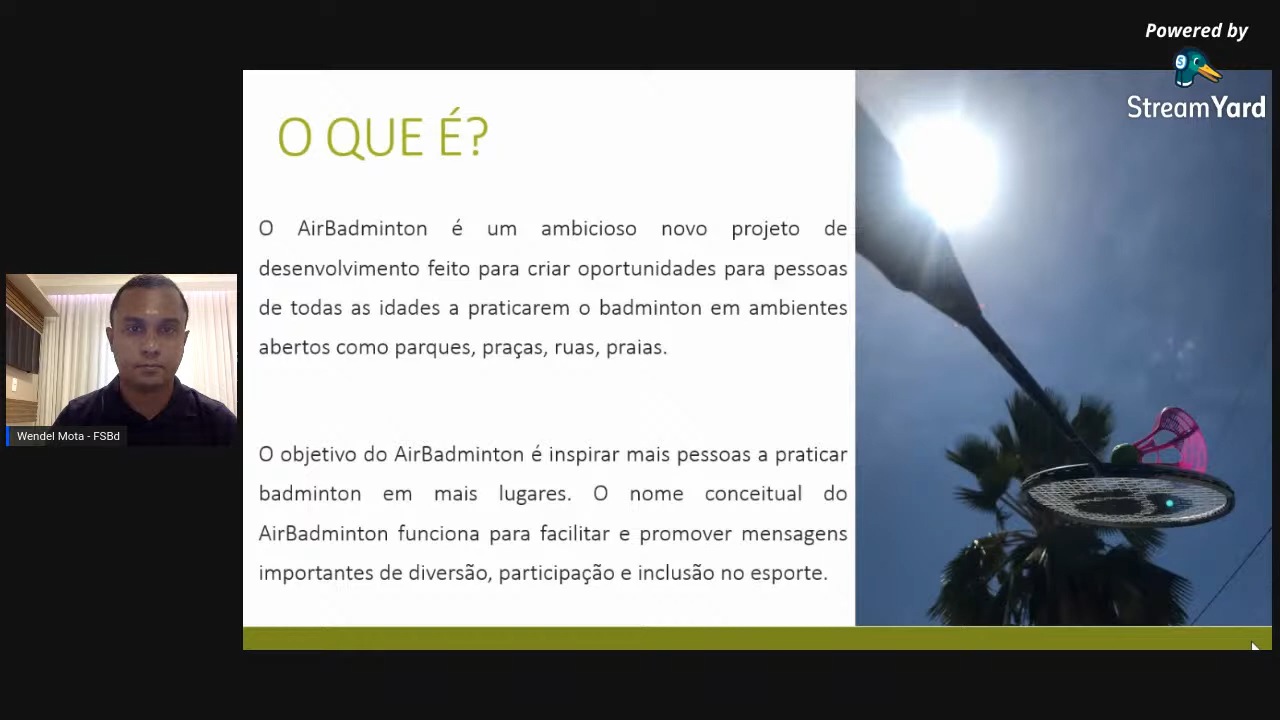 Powered by
StreamYard
O QUE É?
O AirBadminton é um ambicioso novo projeto de
desenvolvimento feito para criar oportunidades para pessoas
de todas as idades a praticarem o badminton em ambientes
abertos como parques, praças, ruas, praias.
O objetivo do AirBadminton é inspirar mais pessoas a praticar
badminton em mais lugares. O nome conceitual do
AirBadminton funciona para facilitar e promover mensagens
importantes de diversão, participação e inclusão no esporte.
Wendel Mota - FSBd